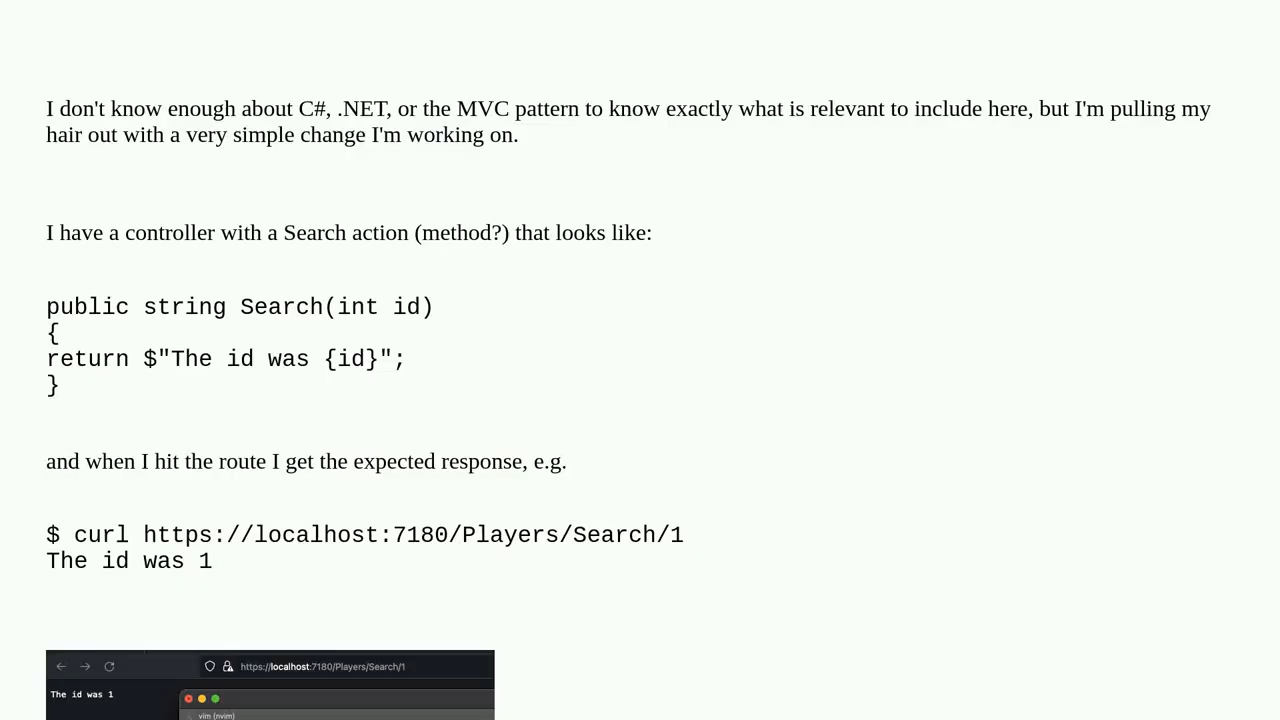 I don't know enough about C#, .NET, or the MVC pattern to know exactly what is relevant to include here, but I'm pulling my
hair out with a very simple change I'm working on.
I have a controller with a Search action (method?) that looks like:
public string Search(int id)
{
return $"The id was {id}";
}
and when I hit the route I get the expected response, e.g.
$ curl https://localhost:7180/Players/Search/1
The id was 1
https://localhost:7180/Players/Search/1
The id was 1
vim (nvim)